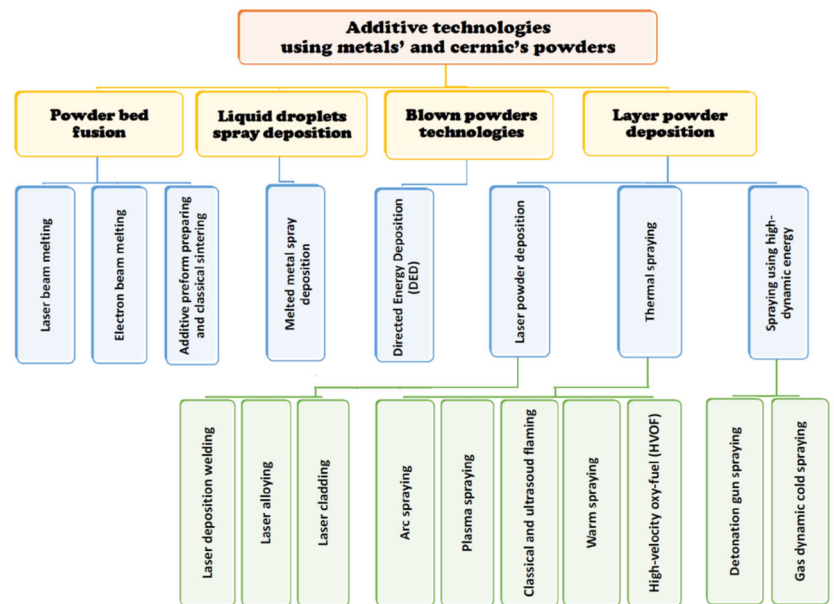 Additive technologies
using metals' and cermic's powders
Powder bed
fusion
Liquid droplets
spray deposition
Blown powders
technologies
Layer powder
deposition
Laser beam melting
Electron beam melting
Additive preform preparing
and classical sintering
Melted metal spray
deposition
Directed Energy Deposition
(DED)
Laser powder deposition
Thermal spraying
Spraying using high-
dynamic energy
Laser deposition welding
Laser alloying
Laser cladding
Arc spraying
Plasma spraying
Classical and ultrasoud flaming
Warm spraying
High-velocity oxy-fuel (HVOF)
Detonation gun spraying
Gas dynamic cold spraying